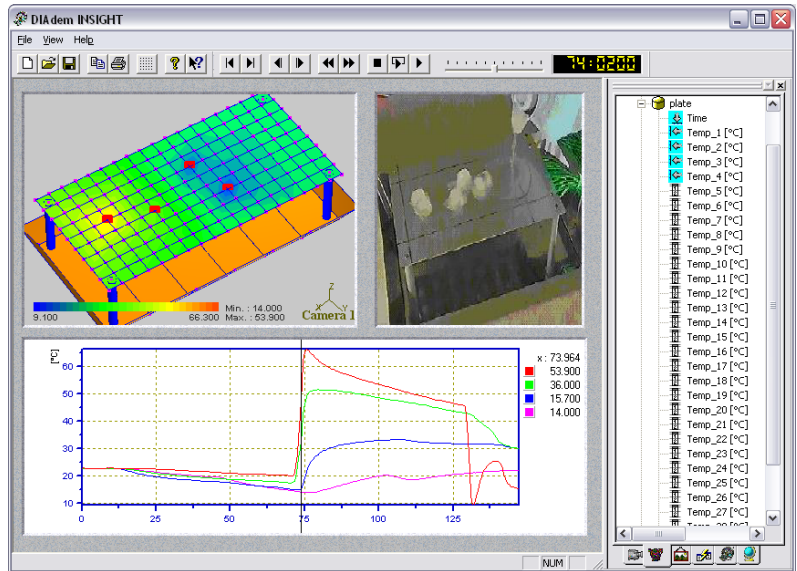 DIAdem INSIGHT
File View Help
74:0200
Z
X Y
Camera 1
9.100 66.300
Min. : 14.000
Max. : 53.900
[°C]
60
50
40
30
20
10
0 25 50 75 100 125
x : 73.964
53.900
36.000
15.700
14.000
plate
Time
Temp_1 [°C]
Temp_2 [°C]
Temp_3 [°C]
Temp_4 [°C]
Temp_5 [°C]
Temp_6 [°C]
Temp_7 [°C]
Temp_8 [°C]
Temp_9 [°C]
Temp_10 [°C]
Temp_11 [°C]
Temp_12 [°C]
Temp_13 [°C]
Temp_14 [°C]
Temp_15 [°C]
Temp_16 [°C]
Temp_17 [°C]
Temp_18 [°C]
Temp_19 [°C]
Temp_20 [°C]
Temp_21 [°C]
Temp_22 [°C]
Temp_23 [°C]
Temp_24 [°C]
Temp_25 [°C]
Temp_26 [°C]
Temp_27 [°C]
NUM